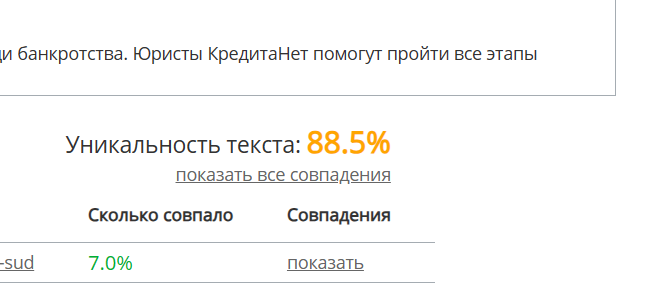 банкротства. Юристы КредитаНет помогут пройти все этапы
Уникальность текста: 88.5%
показать все совпадения
Сколько совпало Совпадения
-sud 7.0% показать